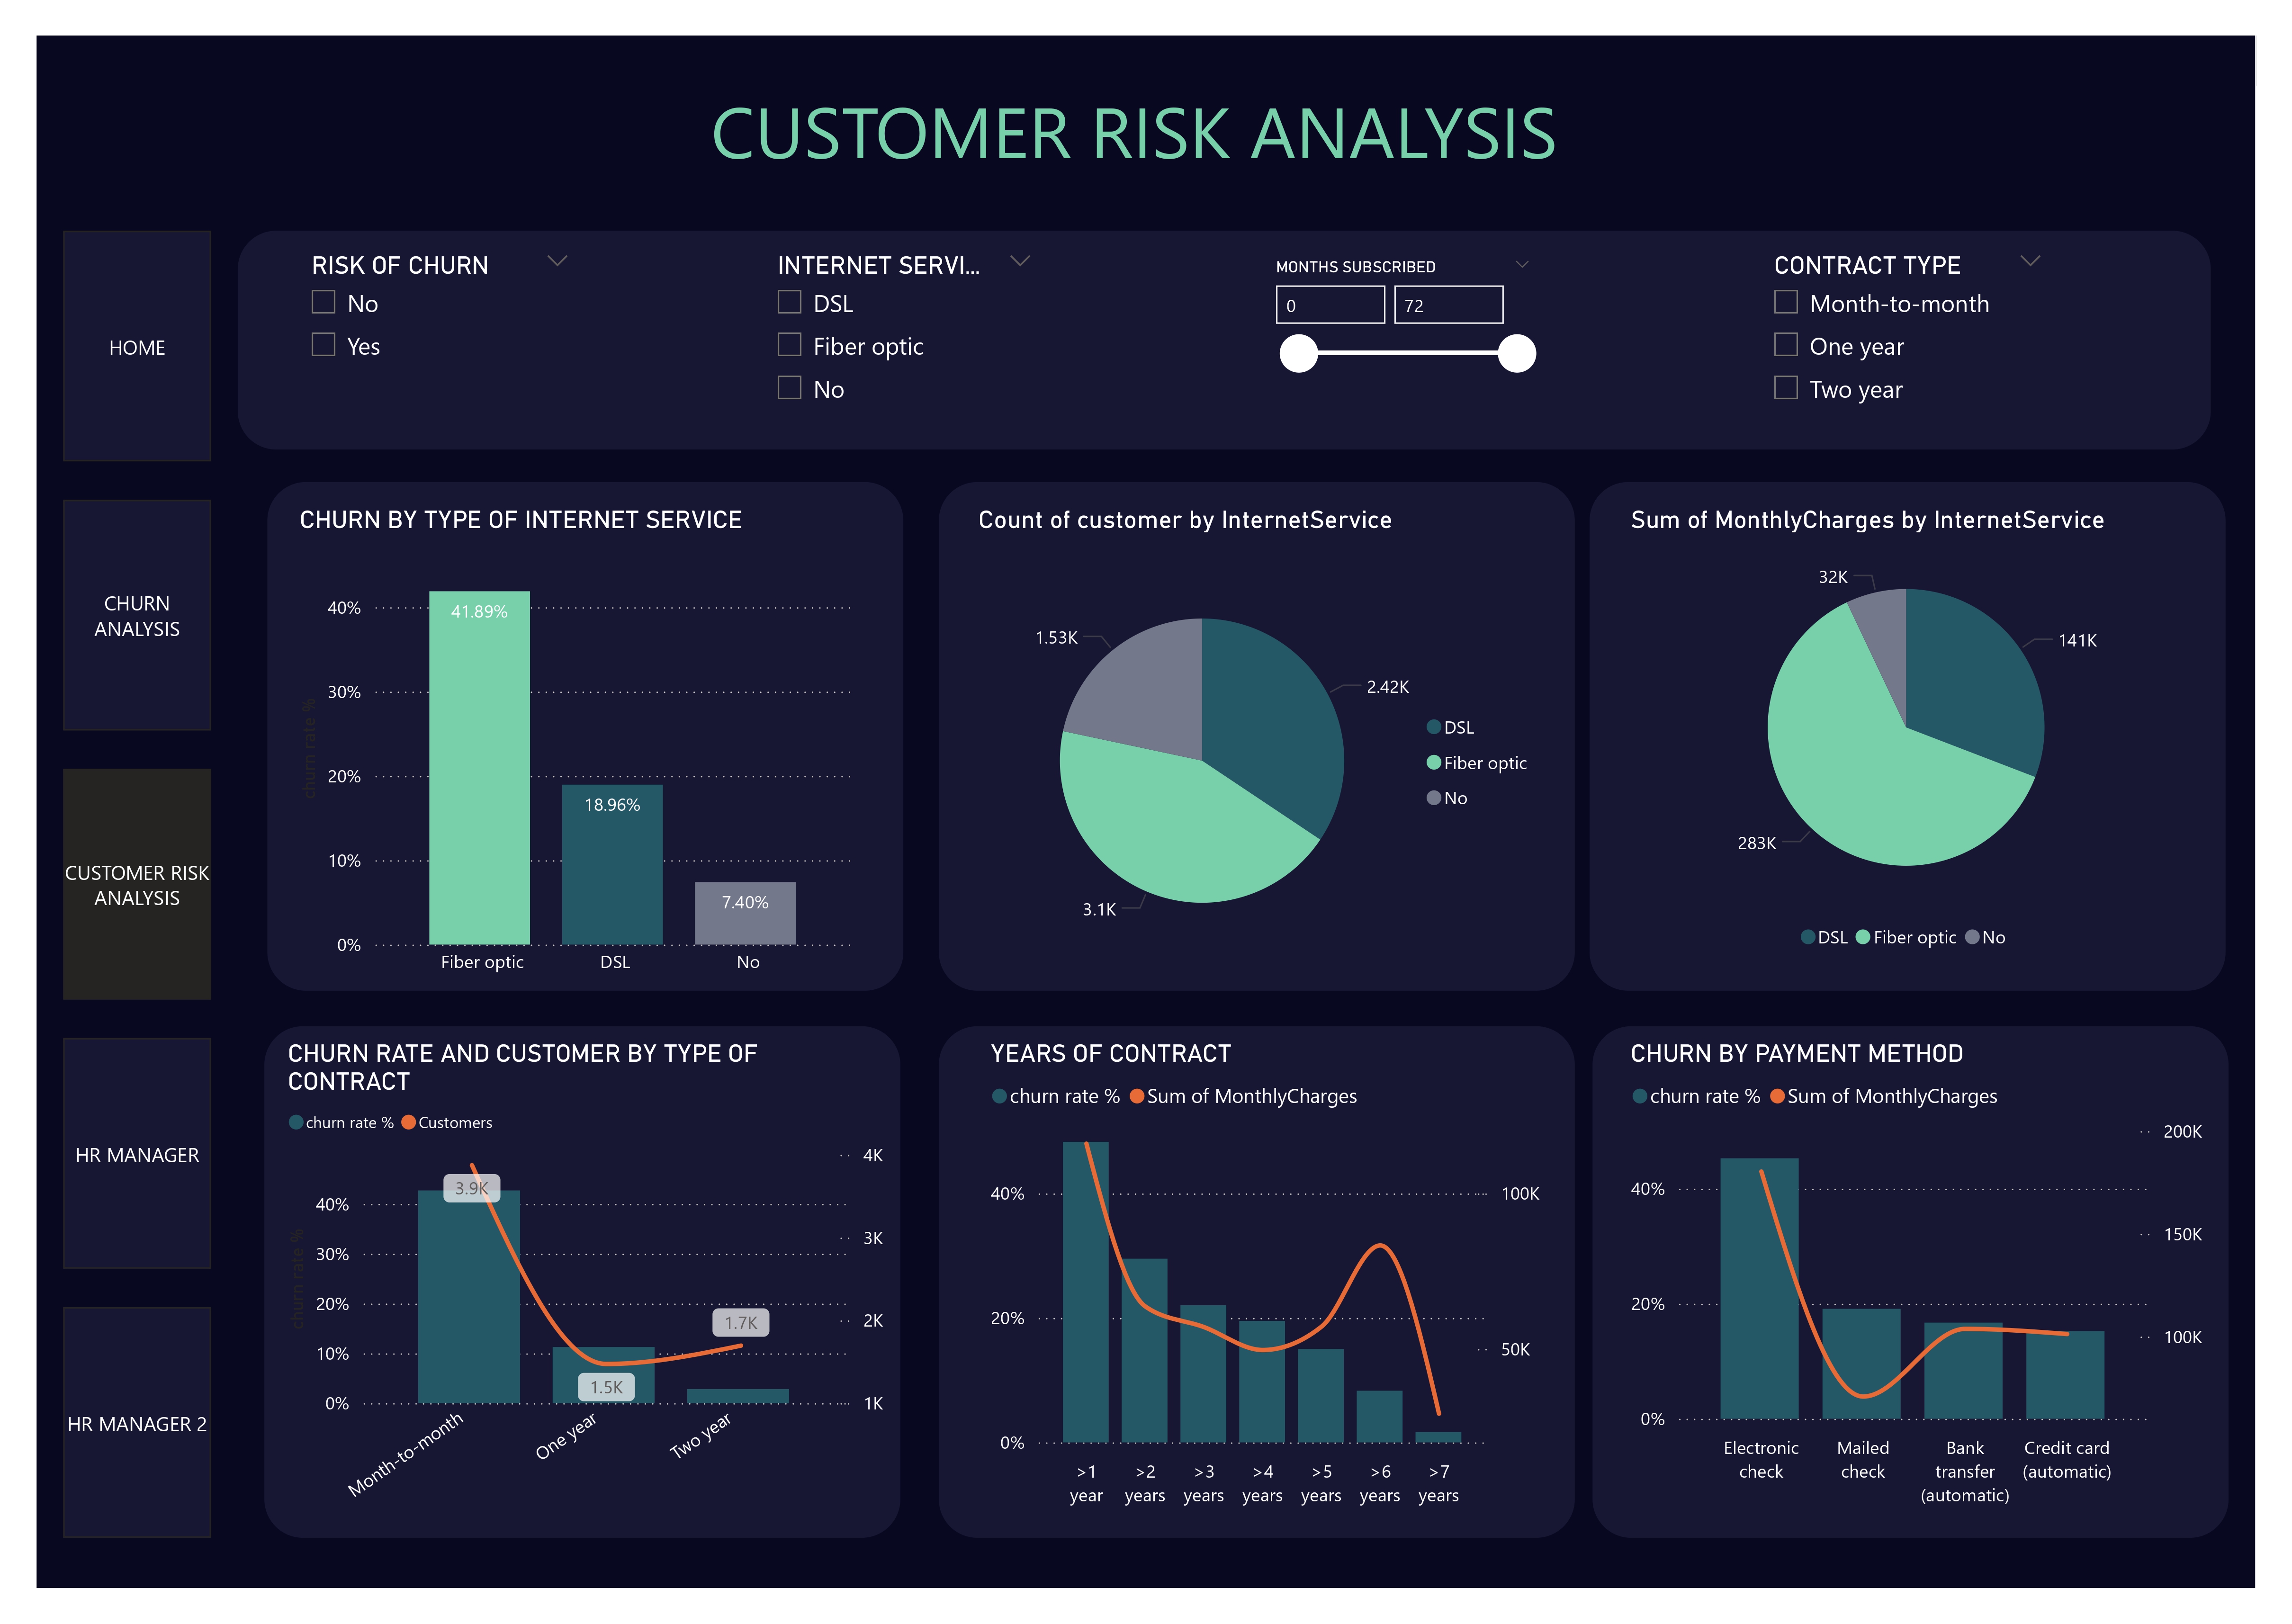 CUSTOMER RISK ANALYSIS
HOME
CHURN
ANALYSIS
CUSTOMER RISK
ANALYSIS
HR MANAGER
HR MANAGER 2
RISK OF CHURN
No
Yes
INTERNET SERVI...
DSL
Fiber optic
No
MONTHS SUBSCRIBED
0
72
CONTRACT TYPE
Month-to-month
One year
Two year
CHURN BY TYPE OF INTERNET SERVICE
churn rate %
40%
30%
20%
10%
0%
41.89%
18.96%
7.40%
Fiber optic
DSL
No
Count of customer by InternetService
1.53K
2.42K
3.1K
DSL
Fiber optic
No
Sum of MonthlyCharges by InternetService
32K
141K
283K
DSL Fiber optic No
CHURN RATE AND CUSTOMER BY TYPE OF
CONTRACT
churn rate % Customers
churn rate %
40%
30%
20%
10%
0%
3.9K
1.5K
1.7K
4K
3K
2K
1K
Month-to-month
One year
Two year
YEARS OF CONTRACT
churn rate % Sum of MonthlyCharges
40%
20%
0%
100K
50K
>1
year
>2
years
>3
years
>4
years
>5
years
>6
years
>7
years
CHURN BY PAYMENT METHOD
churn rate % Sum of MonthlyCharges
40%
20%
0%
200K
150K
100K
Electronic
check
Mailed
check
Bank
transfer
(automatic)
Credit card
(automatic)